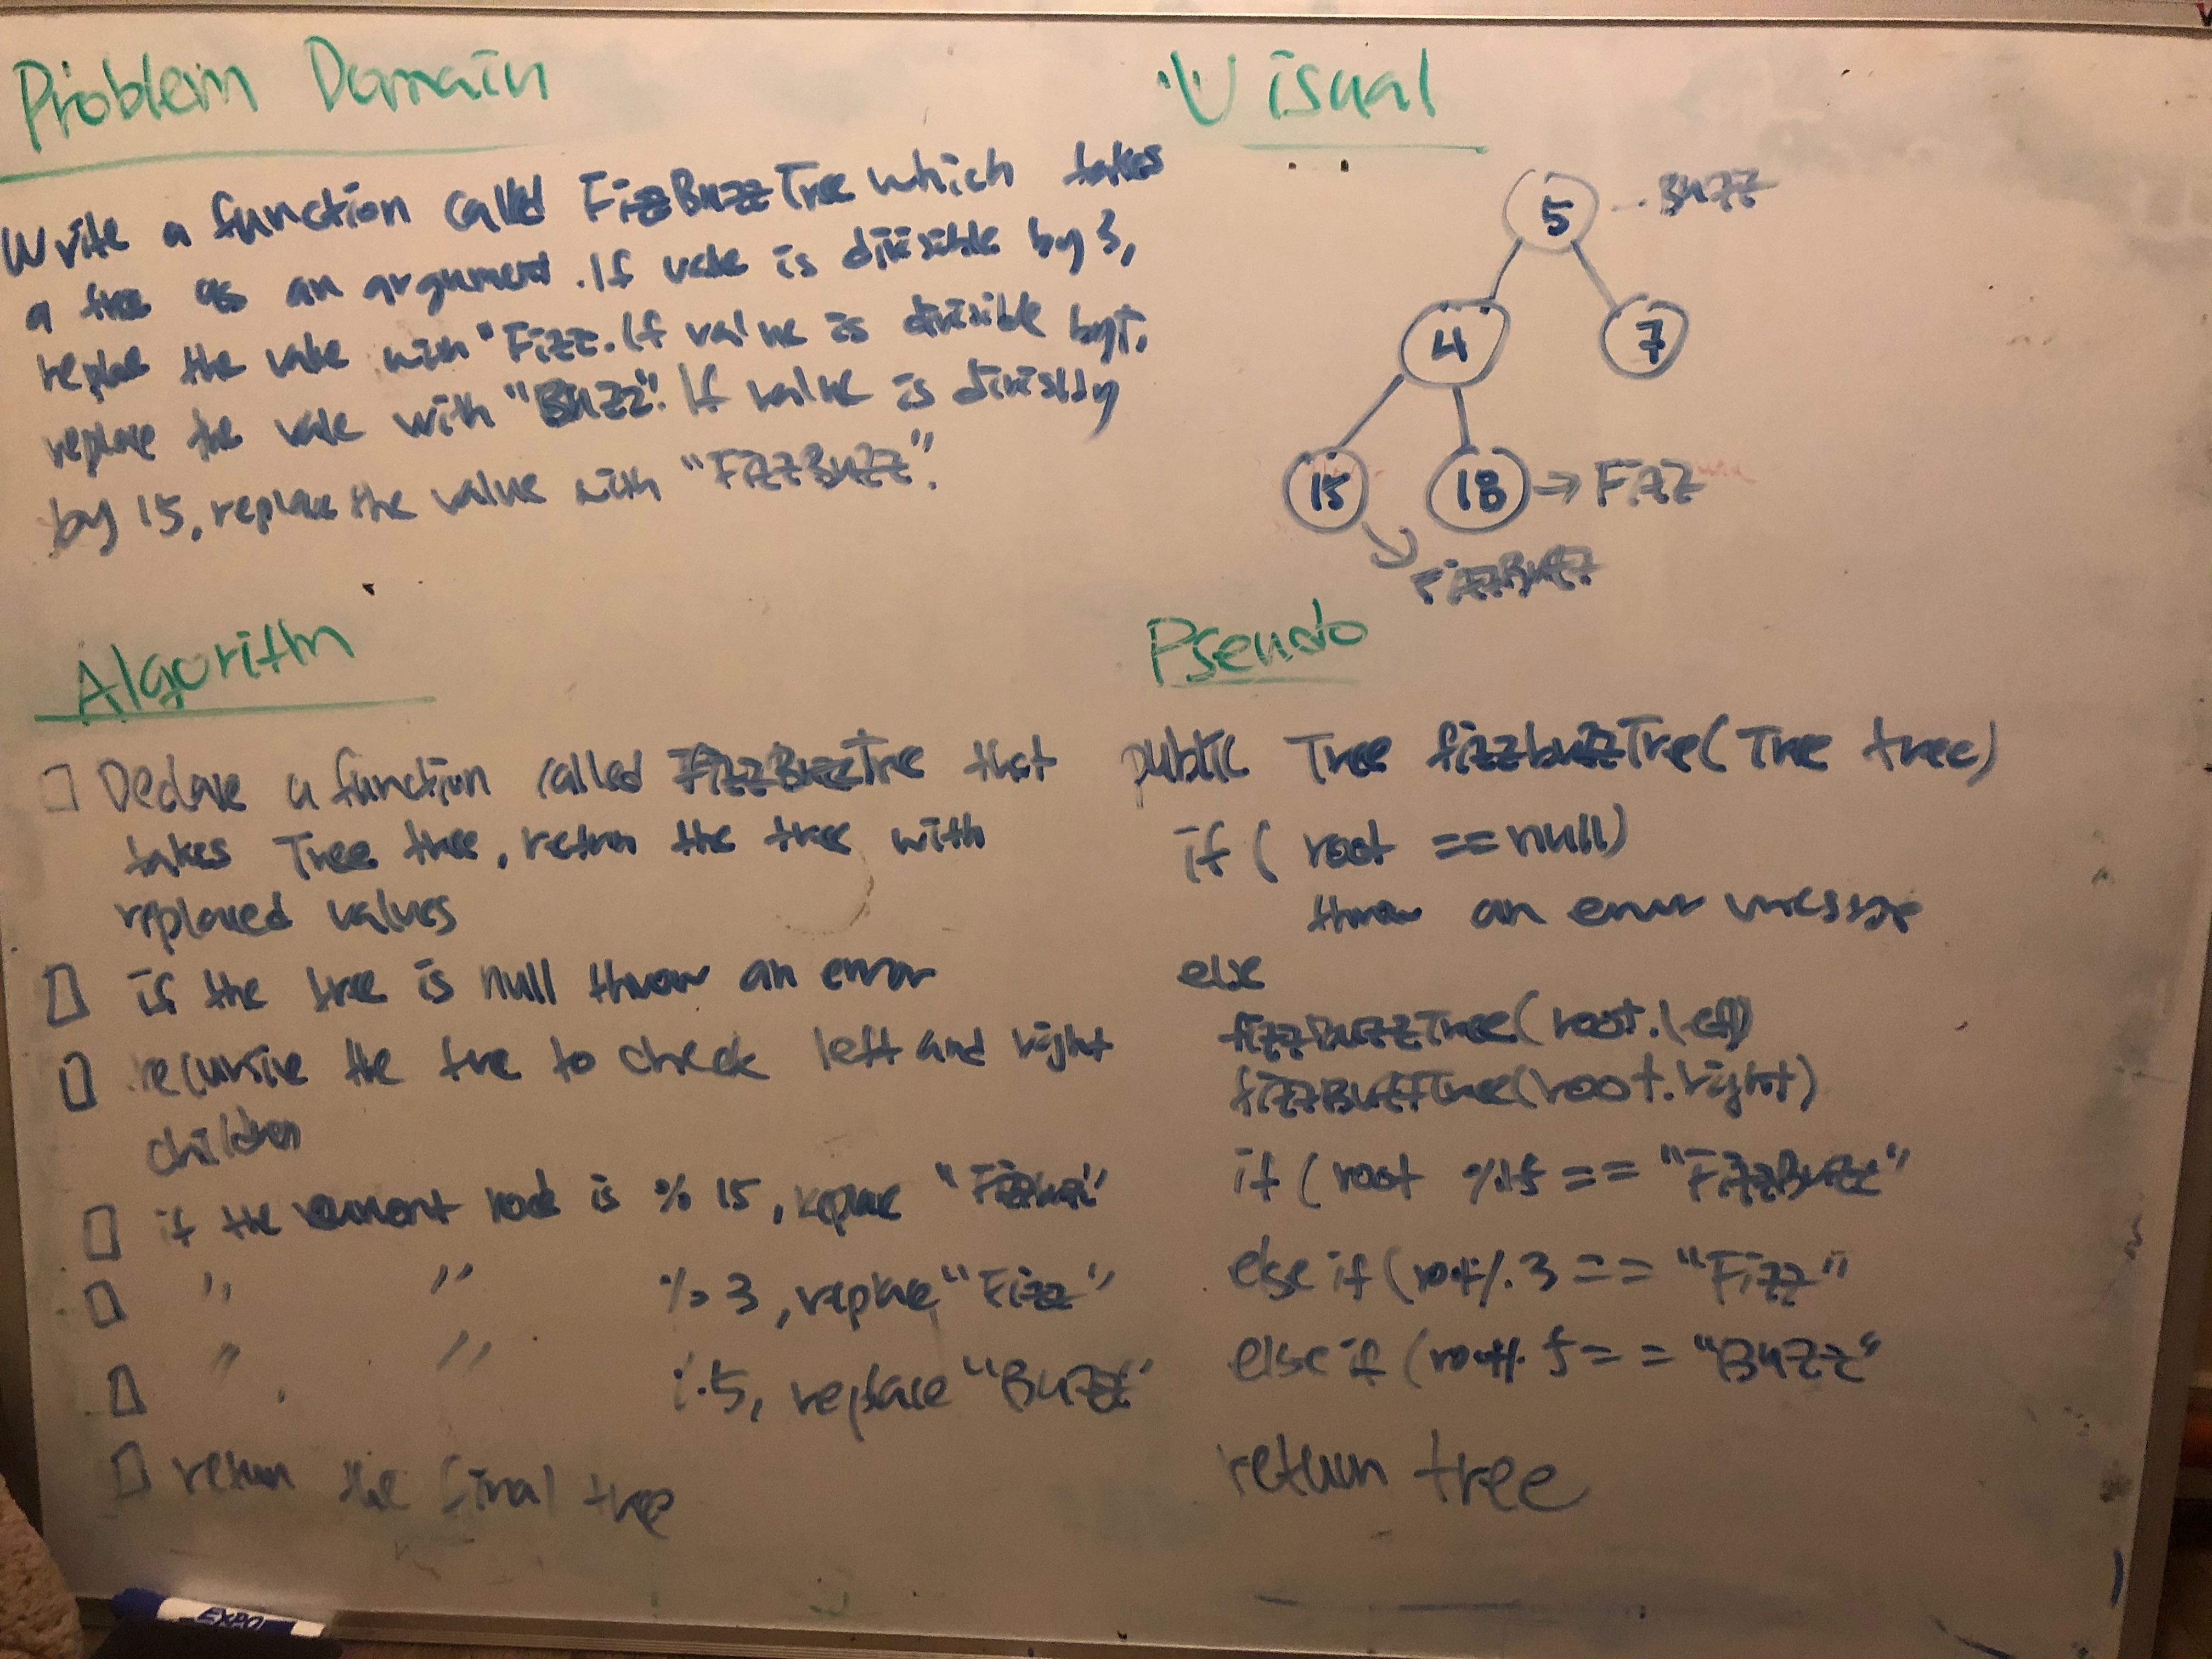 Problem Domain
Write a function called FizzBuzzTree which takes
a tree as an argument. If value is divisible by 3,
replace the value with "Fizz. If value is divisible by 5,
replace the value with "Buzz". If value is divisbly
by 15, replace the value with "FizzBuzz".
Visual
5 Buzz
4 7
15 18 → Fizz
FizzBuzz
Algorithm
Declare a function called FizzBuzzTree that
takes Tree tree, return the tree with
replaced values
if the tree is null throw an error
recursive the tree to check left and right
children
if the current node is % 15, replace "Fizzbuzz"
" " % 3, replace "Fizz"
" " % 5, replace "Buzz"
return the final tree
Pseudo
public Tree fizzbuzzTree(Tree tree)
if ( root == null)
throw an error message
else
fizzBuzzTree(root.left)
fizzBuzzTree(root.right)
if ( root %15 == "FizzBuzz"
else if (root%.3 == "Fizz"
else if (root% 5 == "Buzz"
return tree
EXPO